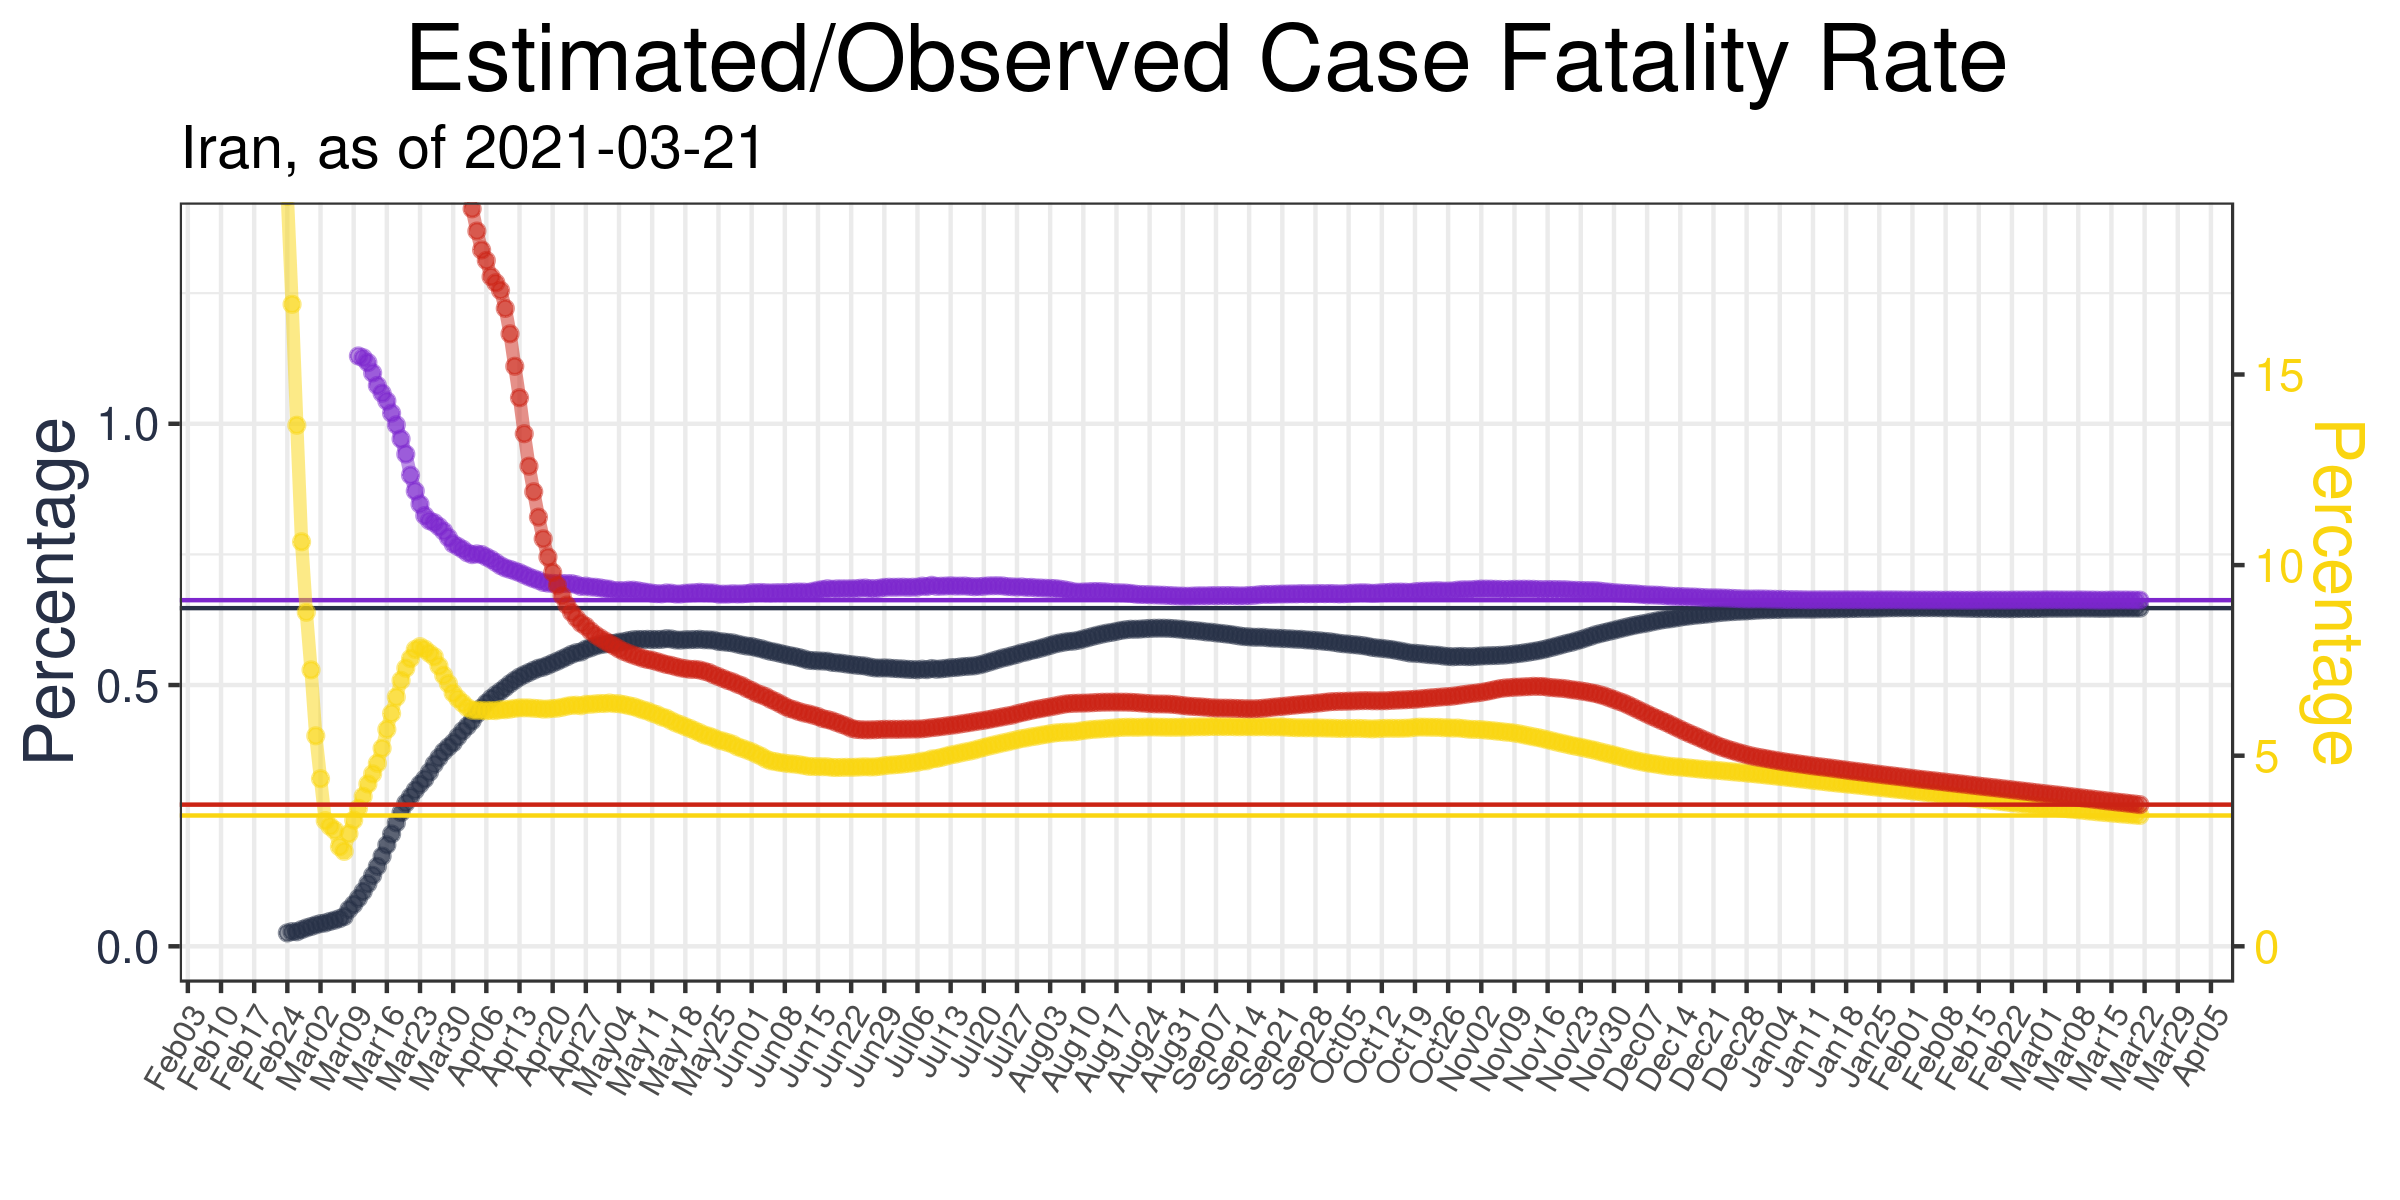 Estimated/Observed Case Fatality Rate
Iran, as of 2021-03-21
Percentage
1.0
0.5
0.0
15
10
5
0
Percentage
Feb03
Feb10
Feb17
Feb24
Mar02
Mar09
Mar16
Mar23
Mar30
Apr06
Apr13
Apr20
Apr27
May04
May11
May18
May25
Jun01
Jun08
Jun15
Jun22
Jun29
Jul06
Jul13
Jul20
Jul27
Aug03
Aug10
Aug17
Aug24
Aug31
Sep07
Sep14
Sep21
Sep28
Oct05
Oct12
Oct19
Oct26
Nov02
Nov09
Nov16
Nov23
Nov30
Dec07
Dec14
Dec21
Dec28
Jan04
Jan11
Jan18
Jan25
Feb01
Feb08
Feb15
Feb22
Mar01
Mar08
Mar15
Mar22
Mar29
Apr05